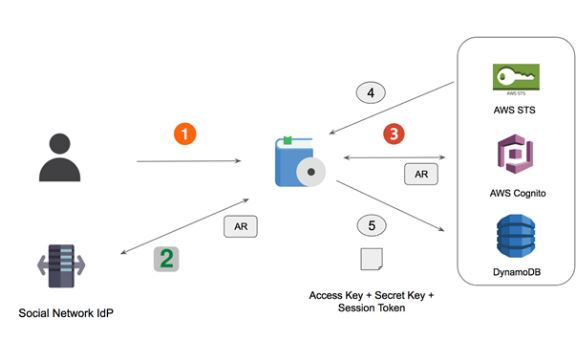 4
AWS STS
AWS STS
1
3
AR
AWS Cognito
AR
5
2
DynamoDB
Access Key + Secret Key +
Session Token
Social Network IdP